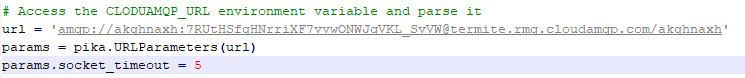 # Access the CLODUAMQP_URL environment variable and parse it
url = 'amqp://akghnaxh:7RUtHSfqHNrriXF7vvwONWJqVKL_SvVW@termite.rmq.cloudamqp.com/akghnaxh'
params = pika.URLParameters(url)
params.socket_timeout = 5